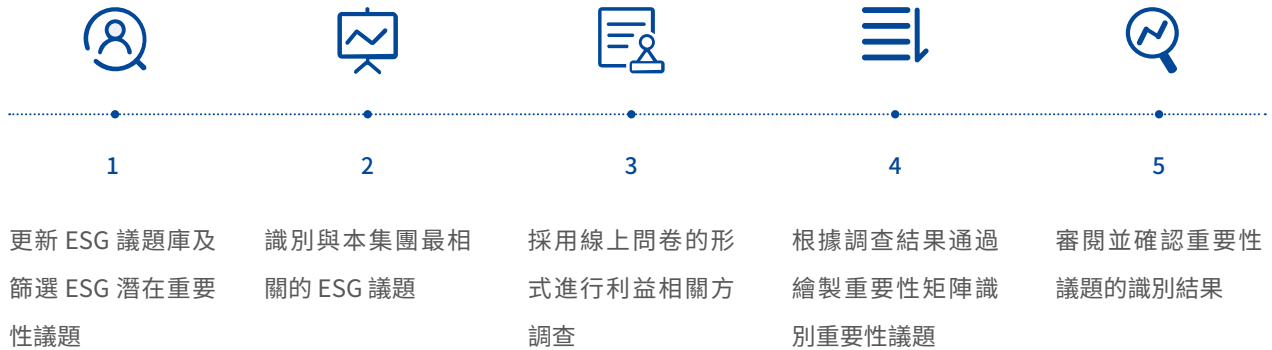 1
更新 ESG 議題庫及
篩選 ESG 潛在重要
性議題
2
識別與本集團最相
關的 ESG 議題
3
採用線上問卷的形
式進行利益相關方
調查
4
根據調查結果通過
繪製重要性矩陣識
別重要性議題
5
審閱並確認重要性
議題的識別結果